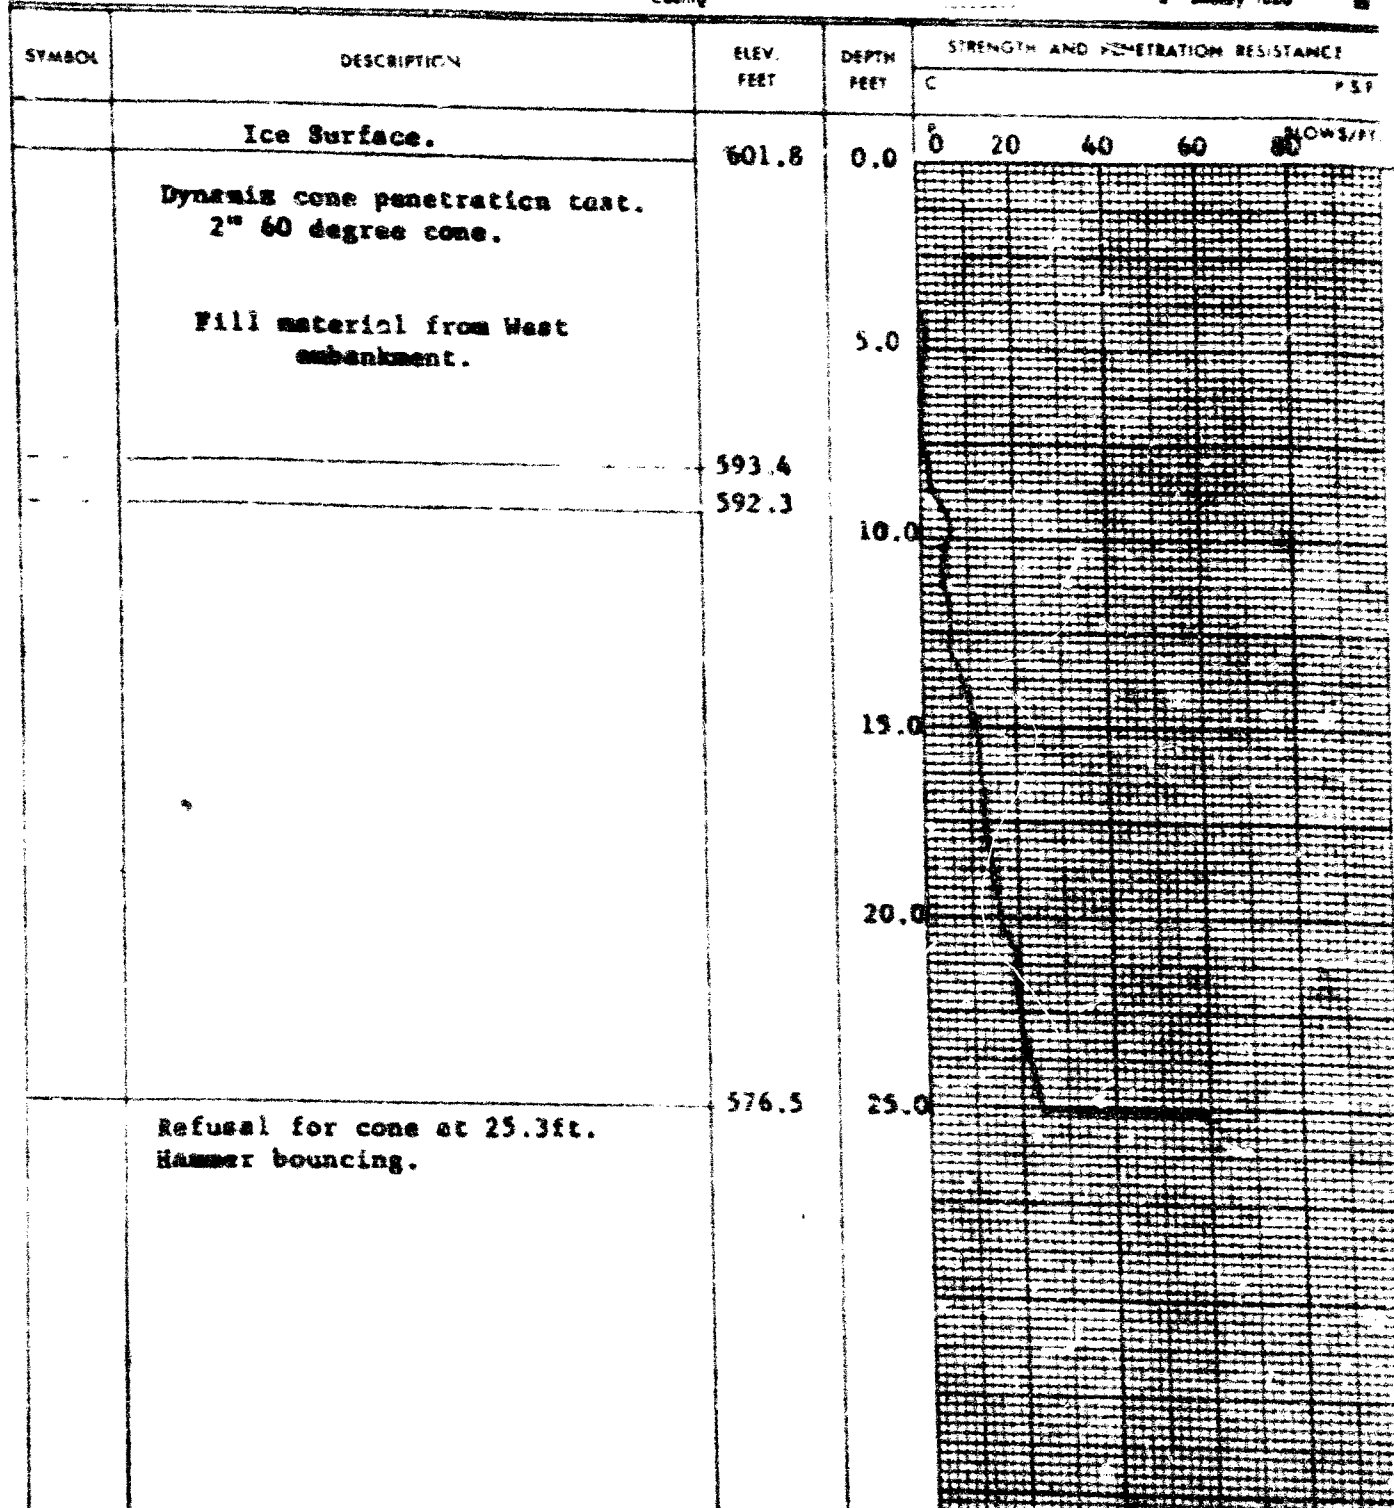 SYMBOL
DESCRIPTION
ELEV.
FEET
DEPTH
FEET
STRENGTH AND PENETRATION RESISTANCE
C
P.S.F
Ice Surface.
601.8
0.0
P
BLOWS/FT.
0 20 40 60 80
Dynamic cone penetration test.
2" 60 degree cone.
Fill material from West
embankment.
5.0
593.4
592.3
10.0
15.0
20.0
576.5
25.0
Refusal for cone at 25.3ft.
Hammer bouncing.